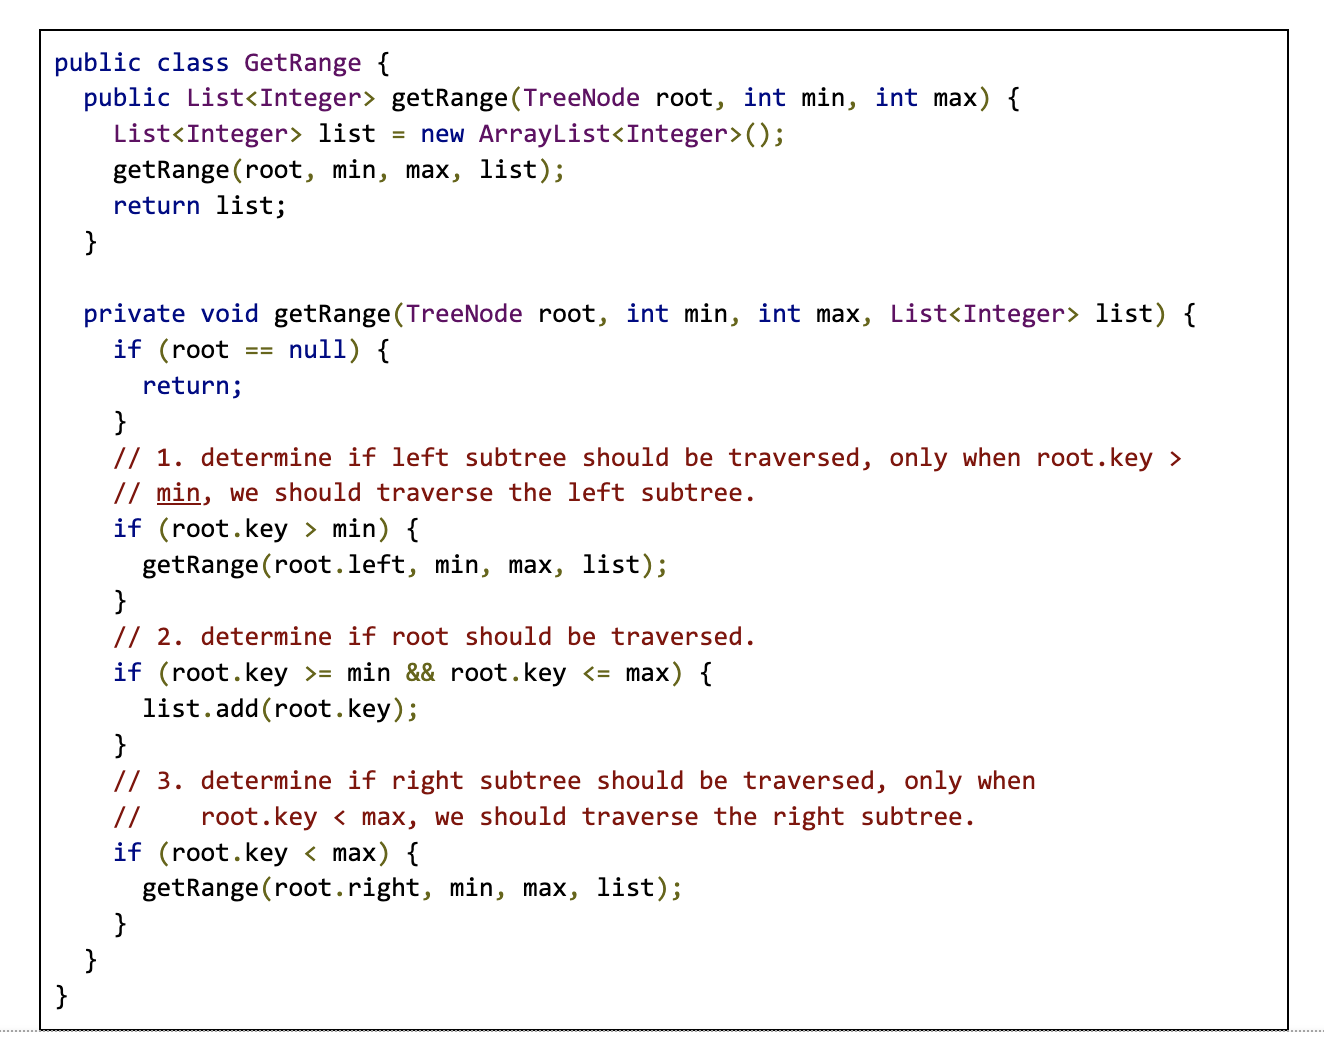 public class GetRange {
  public List<Integer> getRange(TreeNode root, int min, int max) {
    List<Integer> list = new ArrayList<Integer>();
    getRange(root, min, max, list);
    return list;
  }

  private void getRange(TreeNode root, int min, int max, List<Integer> list) {
    if (root == null) {
      return;
    }
    // 1. determine if left subtree should be traversed, only when root.key >
    // min, we should traverse the left subtree.
    if (root.key > min) {
      getRange(root.left, min, max, list);
    }
    // 2. determine if root should be traversed.
    if (root.key >= min && root.key <= max) {
      list.add(root.key);
    }
    // 3. determine if right subtree should be traversed, only when
    //    root.key < max, we should traverse the right subtree.
    if (root.key < max) {
      getRange(root.right, min, max, list);
    }
  }
}